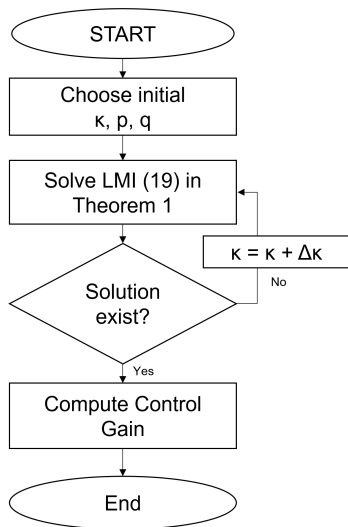 START
Choose initial
κ, p, q
Solve LMI (19) in
Theorem 1
κ = κ + Δκ
No
Solution
exist?
Yes
Compute Control
Gain
End